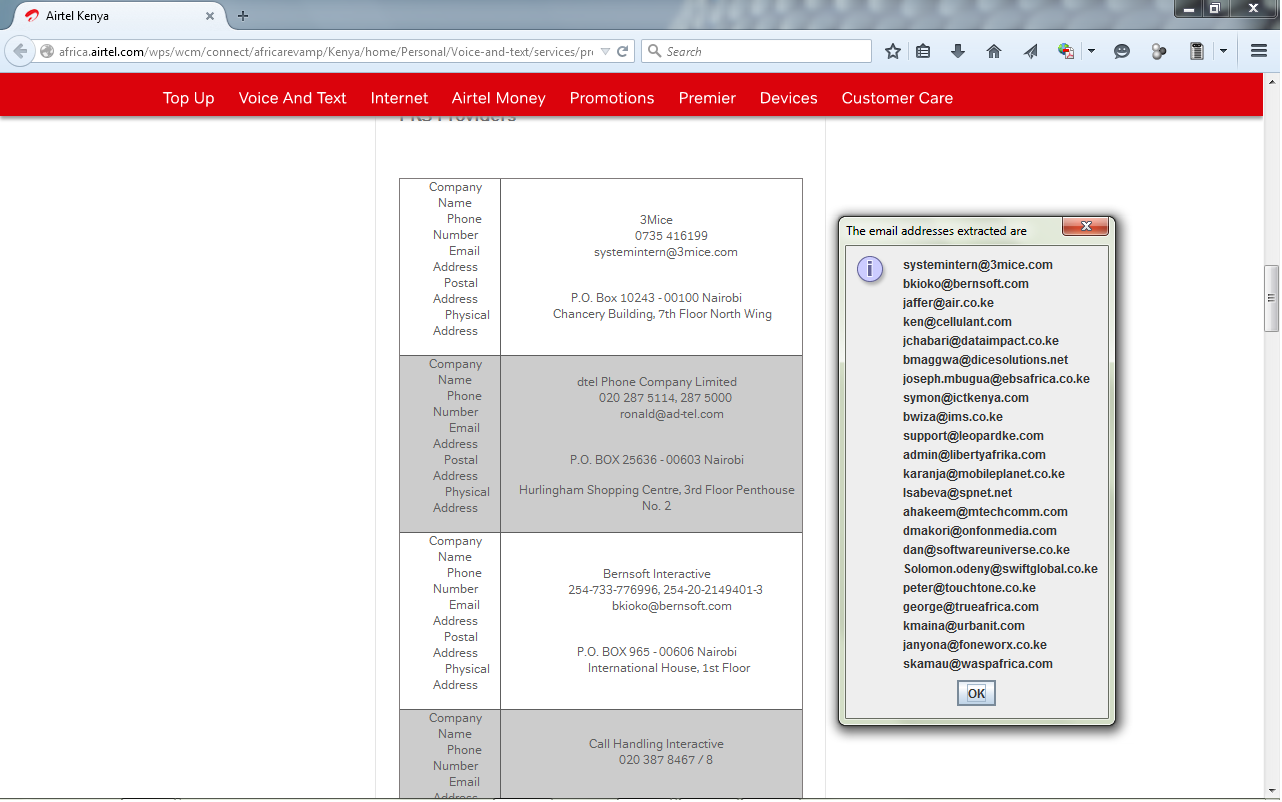 Airtel Kenya
africa.airtel.com/wps/wcm/connect/africarevamp/Kenya/home/Personal/Voice-and-text/services/pre
Search
Top Up Voice And Text Internet Airtel Money Promotions Premier Devices Customer Care
PRS Providers
Company
Name
Phone
Number
Email
Address
Postal
Address
Physical
Address
3Mice
0735 416199
systemintern@3mice.com
P.O. Box 10243 - 00100 Nairobi
Chancery Building, 7th Floor North Wing
Company
Name
Phone
Number
Email
Address
Postal
Address
Physical
Address
dtel Phone Company Limited
020 287 5114, 287 5000
ronald@ad-tel.com
P.O. BOX 25636 - 00603 Nairobi
Hurlingham Shopping Centre, 3rd Floor Penthouse
No. 2
Company
Name
Phone
Number
Email
Address
Postal
Address
Physical
Address
Bernsoft Interactive
254-733-776996, 254-20-2149401-3
bkioko@bernsoft.com
P.O. BOX 965 - 00606 Nairobi
International House, 1st Floor
Company
Name
Phone
Number
Email
Address
Call Handling Interactive
020 387 8467 / 8
The email addresses extracted are
systemintern@3mice.com
bkioko@bernsoft.com
jaffer@air.co.ke
ken@cellulant.com
jchabari@dataimpact.co.ke
bmaggwa@dicesolutions.net
joseph.mbugua@ebsafrica.co.ke
symon@ictkenya.com
bwiza@ims.co.ke
support@leopardke.com
admin@libertyafrika.com
karanja@mobileplanet.co.ke
lsabeva@spnet.net
ahakeem@mtechcomm.com
dmakori@onfonmedia.com
dan@softwareuniverse.co.ke
Solomon.odeny@swiftglobal.co.ke
peter@touchtone.co.ke
george@trueafrica.com
kmaina@urbanit.com
janyona@foneworx.co.ke
skamau@waspafrica.com
OK